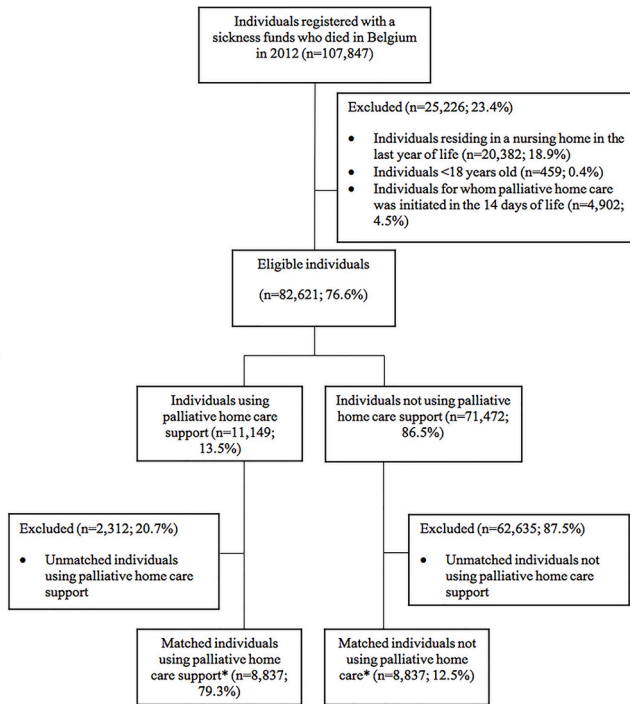 Individuals registered with a
sickness funds who died in Belgium
in 2012 (n=107,847)
Excluded (n=25,226; 23.4%)
• Individuals residing in a nursing home in the
last year of life (n=20,382; 18.9%)
• Individuals <18 years old (n=459; 0.4%)
• Individuals for whom palliative home care
was initiated in the 14 days of life (n=4,902;
4.5%)
Eligible individuals
(n=82,621; 76.6%)
Individuals using
palliative home care
support (n=11,149;
13.5%)
Individuals not using palliative
home care support (n=71,472;
86.5%)
Excluded (n=2,312; 20.7%)
• Unmatched individuals
using palliative home care
support
Excluded (n=62,635; 87.5%)
• Unmatched individuals not
using palliative home care
support
Matched individuals
using palliative home
care support* (n=8,837;
79.3%)
Matched individuals not
using palliative home
care* (n=8,837; 12.5%)